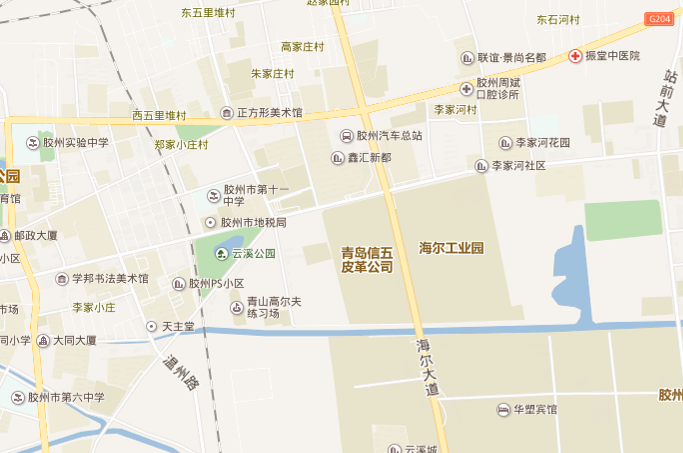 赵家园村
东五里堆村
东石河村
G204
高家庄村
联谊·景尚名都
振堂中医院
朱家庄村
胶州周斌
口腔诊所
站前大道
西五里堆村
正方形美术馆
李家河村
胶州汽车总站
胶州实验中学
郑家小庄村
李家河花园
鑫汇新都
李家河社区
公园
胶州市第十一
中学
育馆
胶州市地税局
邮政大厦
海尔工业园
青岛信五
皮革公司
云溪公园
小区
学邦书法美术馆
胶州PS小区
青山高尔夫
练习场
市场
李家小庄
天主堂
同小学
大同大厦
海尔大道
温州路
胶州市第六中学
胶州
华塑宾馆
云溪城